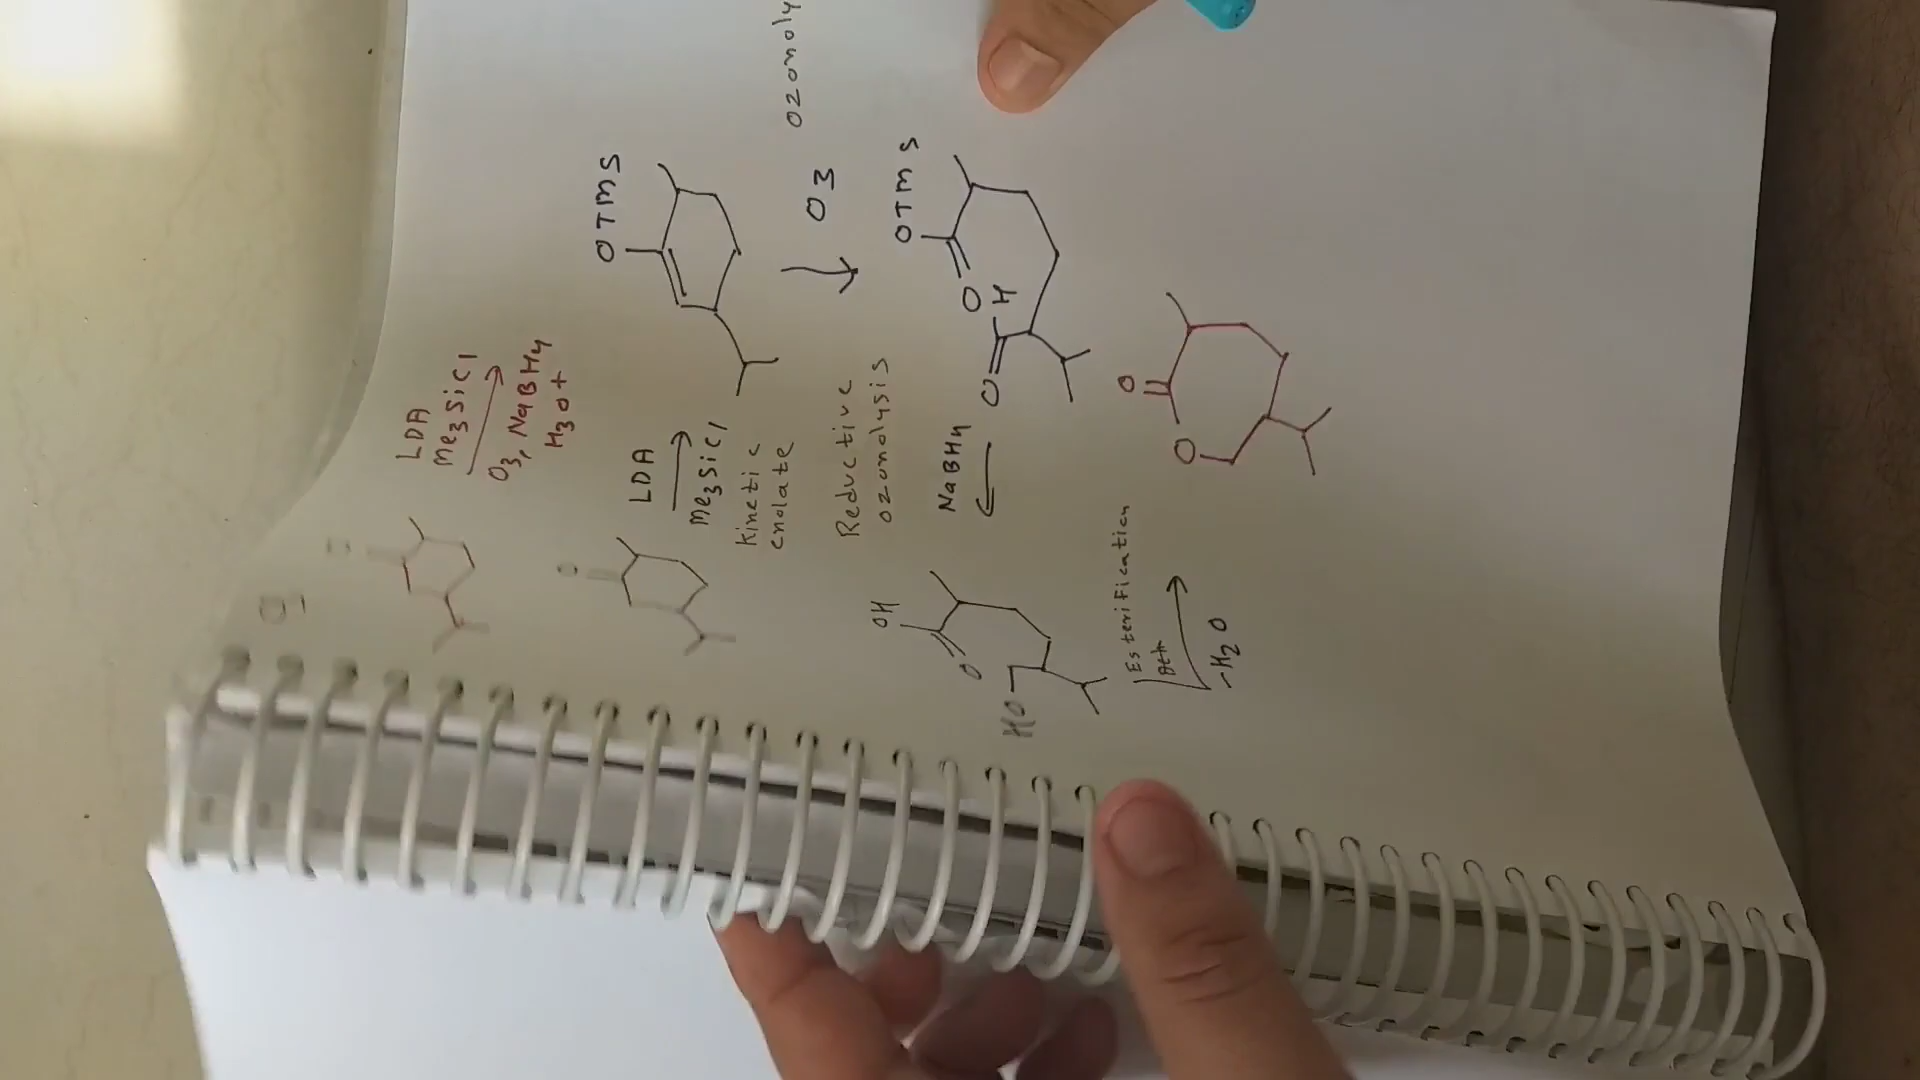 Q
O
LDA
Me3SiCl
O3, NaBH4
H3O+
O
LDA
Me3SiCl
kinetic
enolate
OTMS
O3
Reductive
ozonolysis
OTMS
O
H
O
NaBH4
OH
O
HO
Esterification
-H2O
O
O